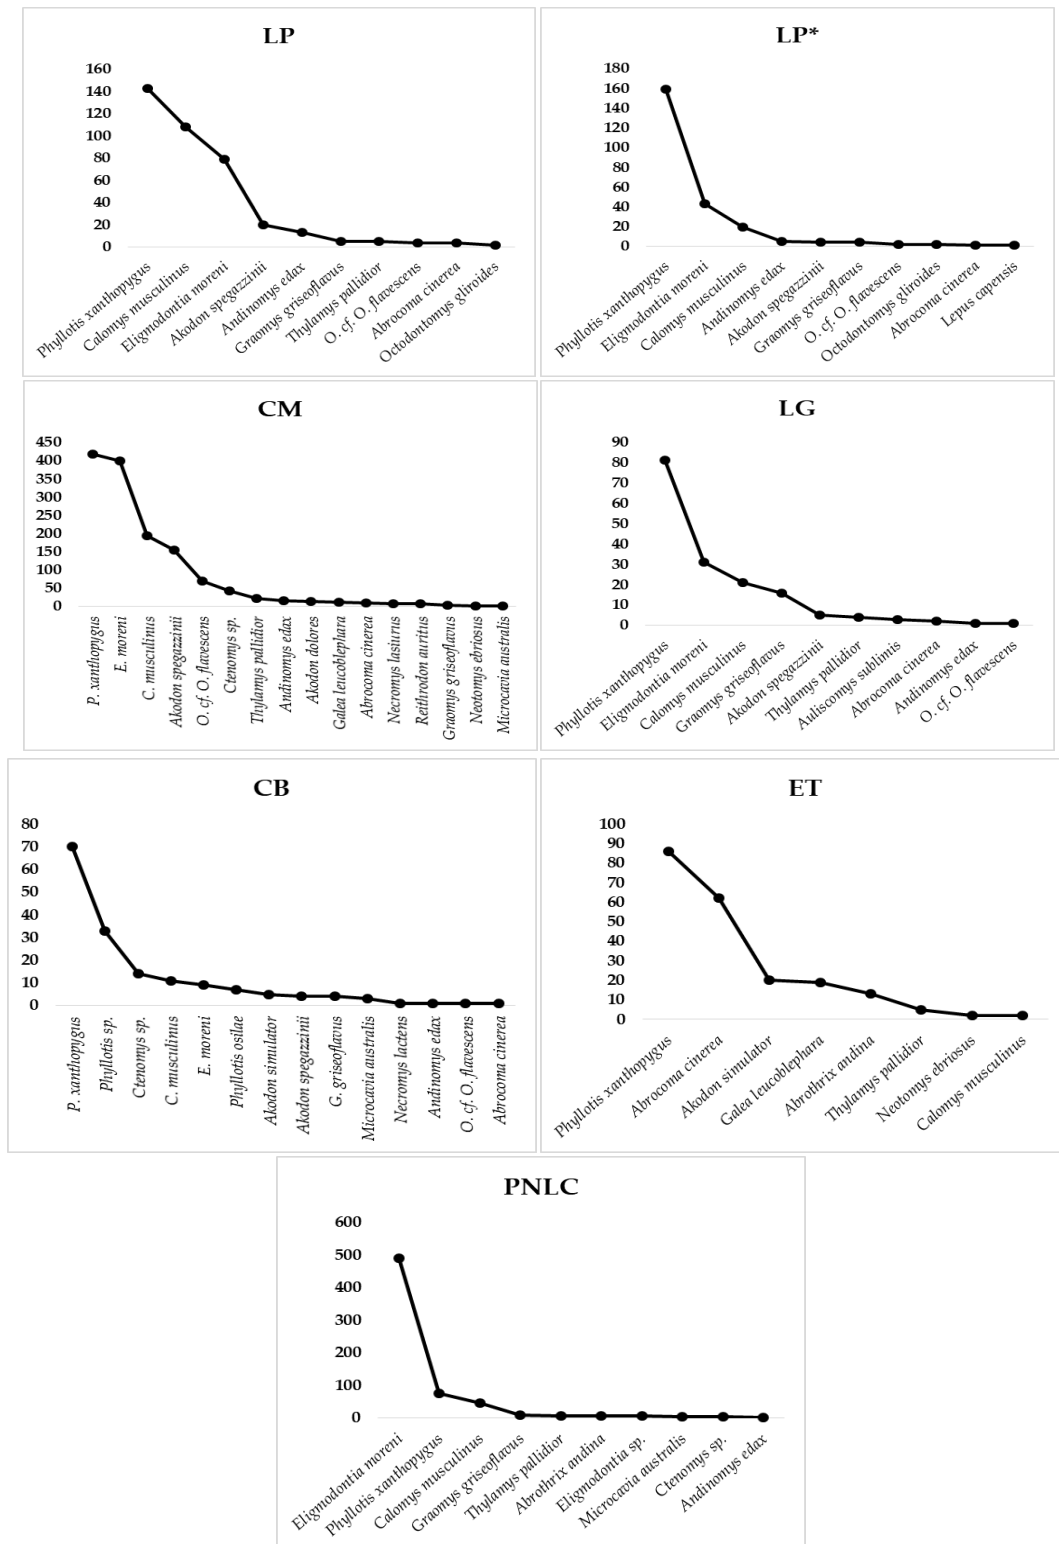 LP
160
140
120
100
80
60
40
20
0
Phyllotis xanthopygus
Calomys musculinus
Eligmodontia moreni
Akodon spegazzinii
Andinomys edax
Graomys griseoflavus
Thylamys pallidior
O. cf. O. flavescens
Abrocoma cinerea
Octodontomys gliroides
LP*
180
160
140
120
100
80
60
40
20
0
Phyllotis xanthopygus
Eligmodontia moreni
Calomys musculinus
Andinomys edax
Akodon spegazzinii
Graomys griseoflavus
O. cf. O. flavescens
Octodontomys gliroides
Abrocoma cinerea
Lepus capensis
CM
450
400
350
300
250
200
150
100
50
0
P. xanthopygus
E. moreni
C. musculinus
Akodon spegazzinii
O. cf. O. flavescens
Ctenomys sp.
Thylamys pallidior
Andinomys edax
Akodon dolores
Galea leucoblephara
Abrocoma cinerea
Necromys lasiurus
Reithrodon auritus
Graomys griseoflavus
Neotomys ebriosus
Microcavia australis
LG
90
80
70
60
50
40
30
20
10
0
Phyllotis xanthopygus
Eligmodontia moreni
Calomys musculinus
Graomys griseoflavus
Akodon spegazzinii
Thylamys pallidior
Auliscomys sublimis
Abrocoma cinerea
Andinomys edax
O. cf. O. flavescens
CB
80
70
60
50
40
30
20
10
0
P. xanthopygus
Phyllotis sp.
Ctenomys sp.
C. musculinus
E. moreni
Phyllotis osilae
Akodon simulator
Akodon spegazzinii
G. griseoflavus
Microcavia australis
Necromys lactens
Andinomys edax
O. cf. O. flavescens
Abrocoma cinerea
ET
100
90
80
70
60
50
40
30
20
10
0
Phyllotis xanthopygus
Abrocoma cinerea
Akodon simulator
Galea leucoblephara
Abrothrix andina
Thylamys pallidior
Neotomys ebriosus
Calomys musculinus
PNLC
600
500
400
300
200
100
0
Eligmodontia moreni
Phyllotis xanthopygus
Calomys musculinus
Graomys griseoflavus
Thylamys pallidior
Abrothrix andina
Eligmodontia sp.
Microcavia australis
Ctenomys sp.
Andinomys edax